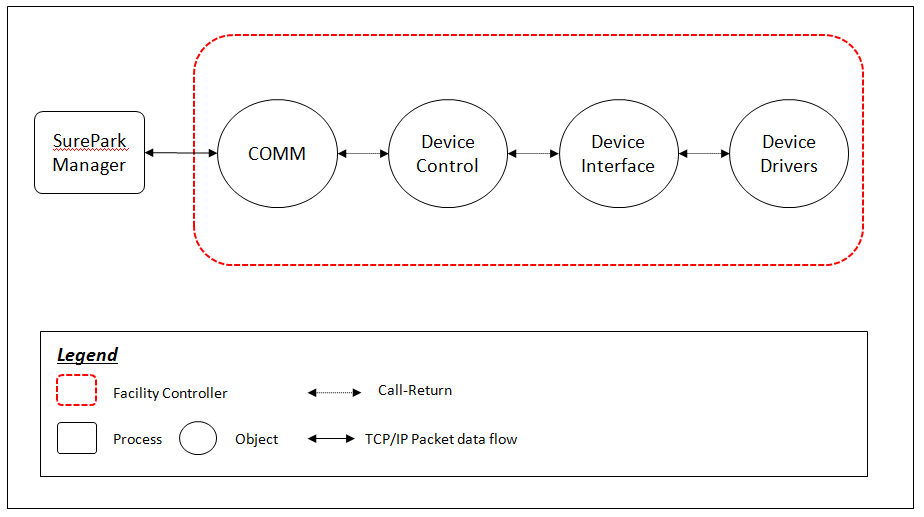 SurePark
Manager
COMM
Device
Control
Device
Interface
Device
Drivers
Legend
Facility Controller
Call-Return
Process
Object
TCP/IP Packet data flow